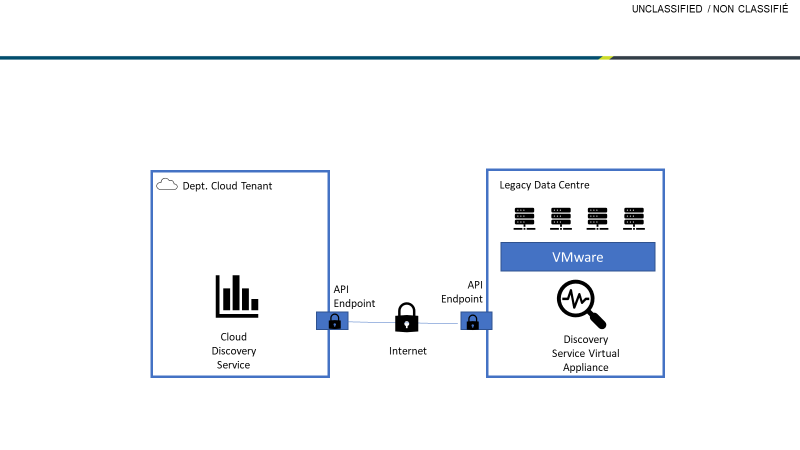 UNCLASSIFIED / NON CLASSIFIÉ
Dept. Cloud Tenant
Cloud
Discovery
Service
API
Endpoint
Internet
API
Endpoint
Legacy Data Centre
VMware
Discovery
Service Virtual
Appliance